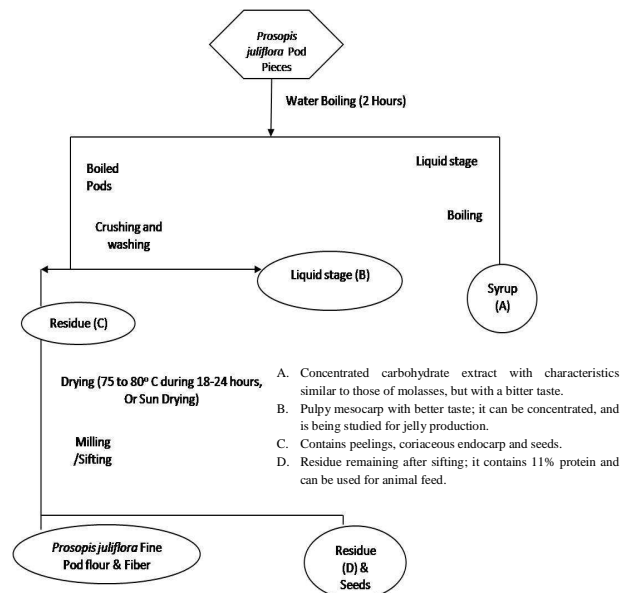 Prosopis
juliflora Pod
Pieces
Water Boiling (2 Hours)
Boiled
Pods
Liquid stage
Boiling
Crushing and
washing
Liquid stage (B)
Syrup
(A)
Residue (C)
Drying (75 to 80º C during 18-24 hours,
Or Sun Drying)
Milling
/Sifting
A. Concentrated carbohydrate extract with characteristics
similar to those of molasses, but with a bitter taste.
B. Pulpy mesocarp with better taste; it can be concentrated, and
is being studied for jelly production.
C. Contains peelings, coriaceous endocarp and seeds.
D. Residue remaining after sifting; it contains 11% protein and
can be used for animal feed.
Prosopis juliflora Fine
Pod flour & Fiber
Residue
(D) &
Seeds